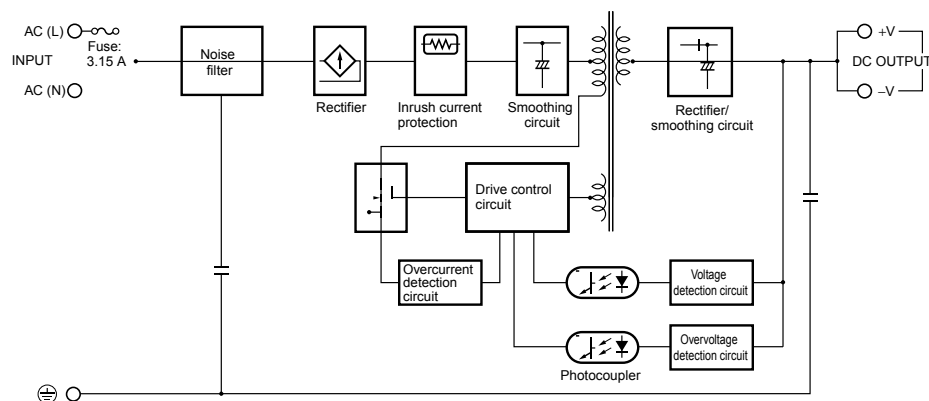 AC (L)
Fuse:
3.15 A
INPUT
AC (N)
Noise
filter
Rectifier
Inrush current
protection
Smoothing
circuit
Rectifier/
smoothing circuit
+V
DC OUTPUT
–V
Drive control
circuit
Overcurrent
detection
circuit
Voltage
detection circuit
Overvoltage
detection circuit
Photocoupler